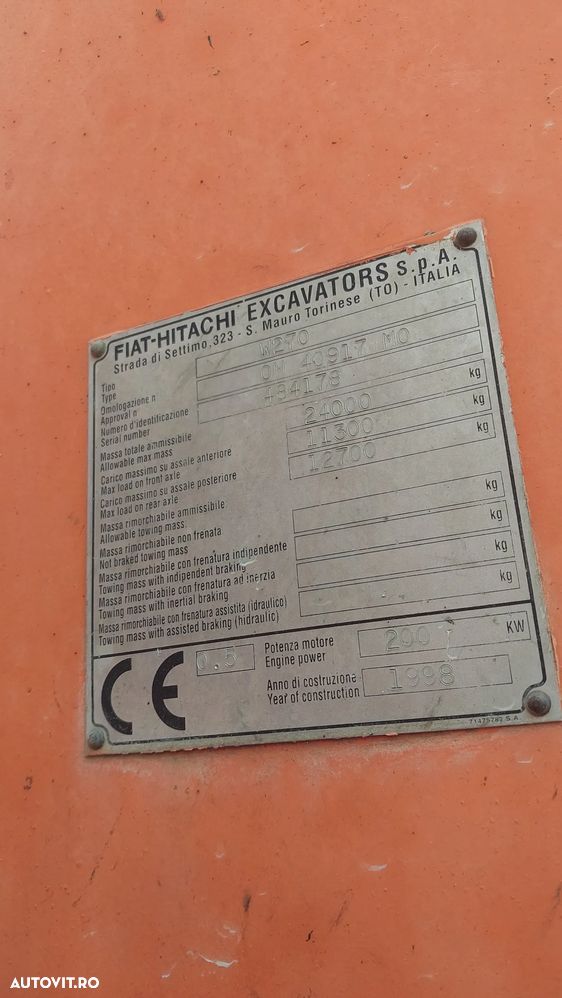 FIAT-HITACHI EXCAVATORS S.p.A.
Strada di Settimo, 323 - S. Mauro Torinese (TO) - ITALIA
Tipo
Type
W270
Omologazione n
Approval n
OM 40917 MO
Numero d'identificazione
Serial number
484178
Massa totale ammissibile
Allowable max mass
24000 kg
Carico massimo su assale anteriore
Max load on front axle
11300
Carico massimo su assale posteriore
Max load on rear axle
12700 kg
Massa rimorchiabile ammissibile
Allowable towing mass
Massa rimorchiabile non frenata
Not braked towing mass
kg
Massa rimorchiabile con frenatura indipendente
Towing mass with indipendent braking
kg
Massa rimorchiabile con frenatura ad inerzia
Towing mass with inertial braking
kg
Massa rimorchiabile con frenatura assistita (idraulico)
Towing mass with assisted braking (hidraulic)
kg
CE
0.5
Potenza motore
Engine power
200 KW
Anno di costruzione
Year of construction
1998
AUTOVIT.RO